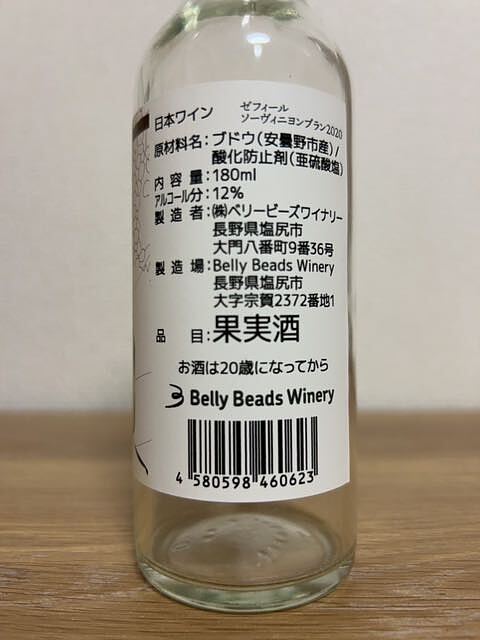 日本ワイン ゼフィール
ソーヴィニヨンブラン2020
原材料名:ブドウ(安曇野市産)/
酸化防止剤(亜硫酸塩)
内容量:180ml
アルコール分:12%
製造者:㈱ベリービーズワイナリー
長野県塩尻市
大門八番町9番36号
製造場:Belly Beads Winery
長野県塩尻市
大字宗賀2372番地1
品目:果実酒
お酒は20歳になってから
Belly Beads Winery
4 580598 460623